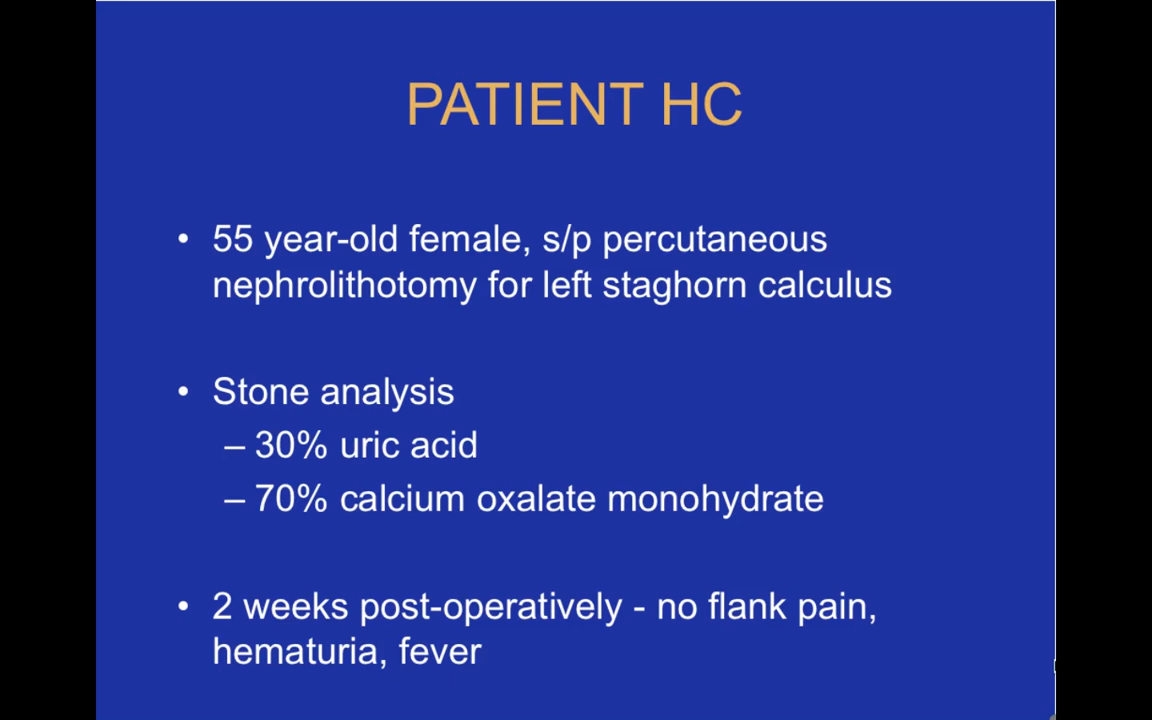 PATIENT HC
• 55 year-old female, s/p percutaneous
nephrolithotomy for left staghorn calculus
• Stone analysis
– 30% uric acid
– 70% calcium oxalate monohydrate
• 2 weeks post-operatively - no flank pain,
hematuria, fever